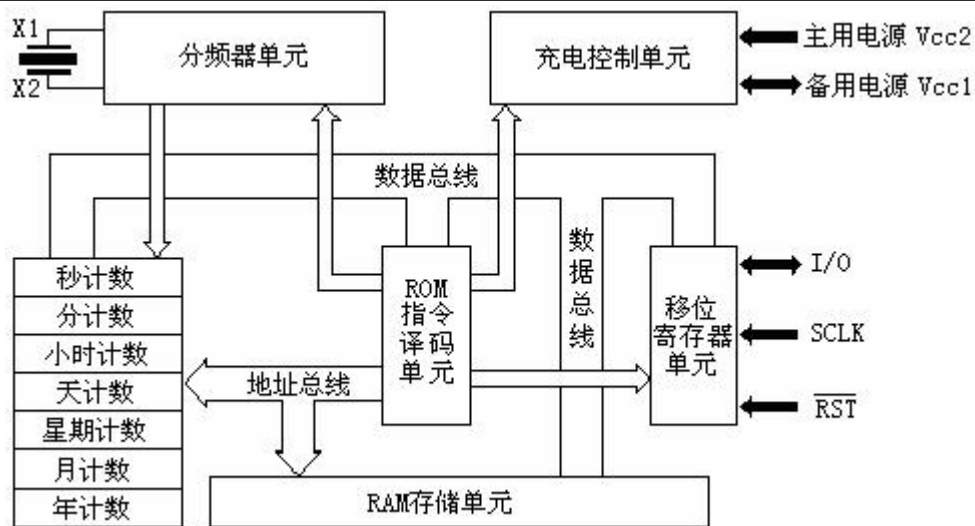 X1
X2
分频器单元
充电控制单元
主用电源 Vcc2
备用电源 Vcc1
数据总线
数据总线
秒计数
分计数
小时计数
天计数
星期计数
月计数
年计数
ROM
指令
译码
单元
地址总线
移位
寄存器
单元
I/O
SCLK
RST
RAM存储单元